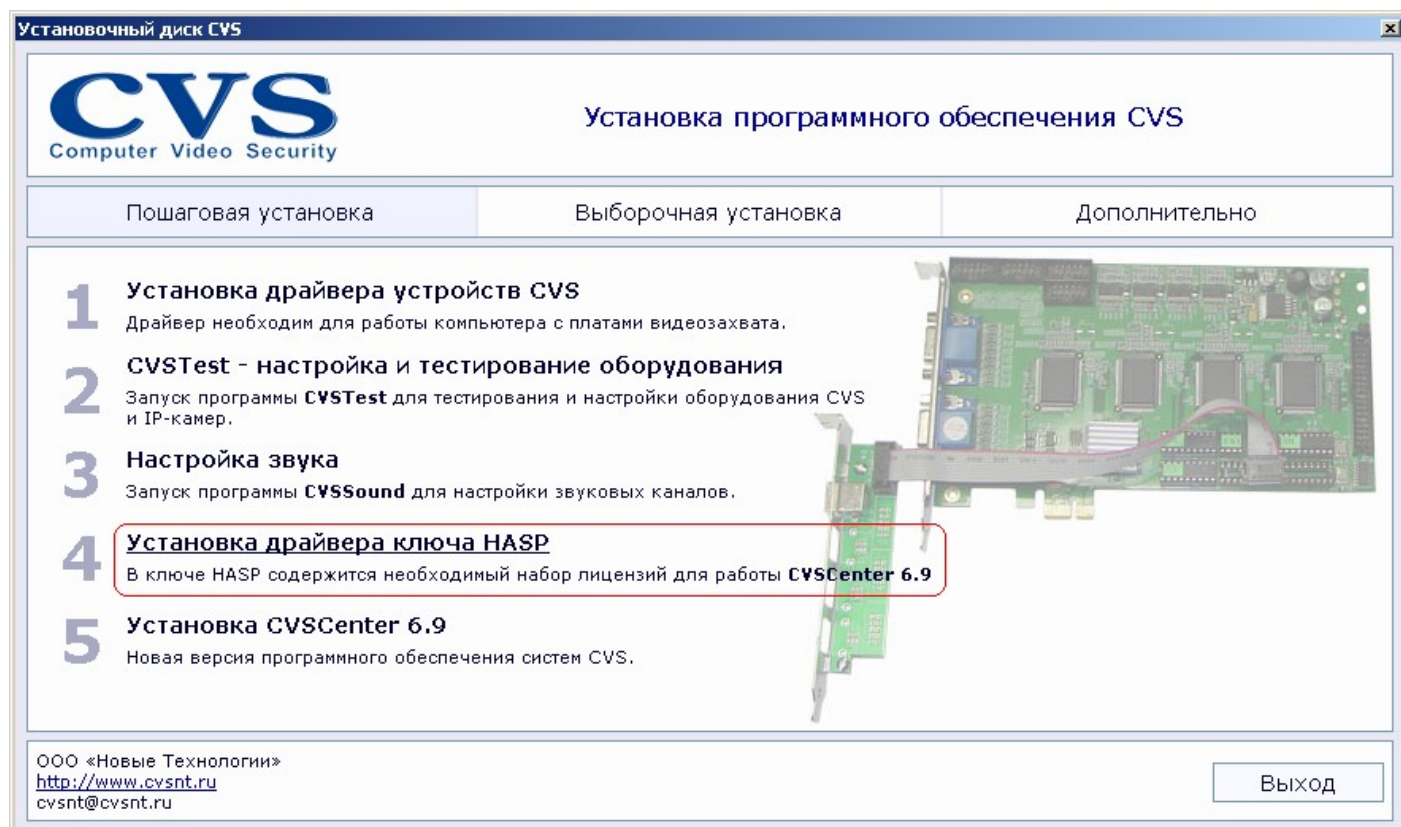 Установочный диск CVS
CVS
Computer Video Security
Установка программного обеспечения CVS
Пошаговая установка
Выборочная установка
Дополнительно
1
Установка драйвера устройств CVS
Драйвер необходим для работы компьютера с платами видеозахвата.
2
CVSTest - настройка и тестирование оборудования
Запуск программы CVSTest для тестирования и настройки оборудования CVS
и IP-камер.
3
Настройка звука
Запуск программы CVSSound для настройки звуковых каналов.
4
Установка драйвера ключа HASP
В ключе HASP содержится необходимый набор лицензий для работы CVSCenter 6.9
5
Установка CVSCenter 6.9
Новая версия программного обеспечения систем CVS.
ООО «Новые Технологии»
http://www.cvsnt.ru
cvsnt@cvsnt.ru
Выход